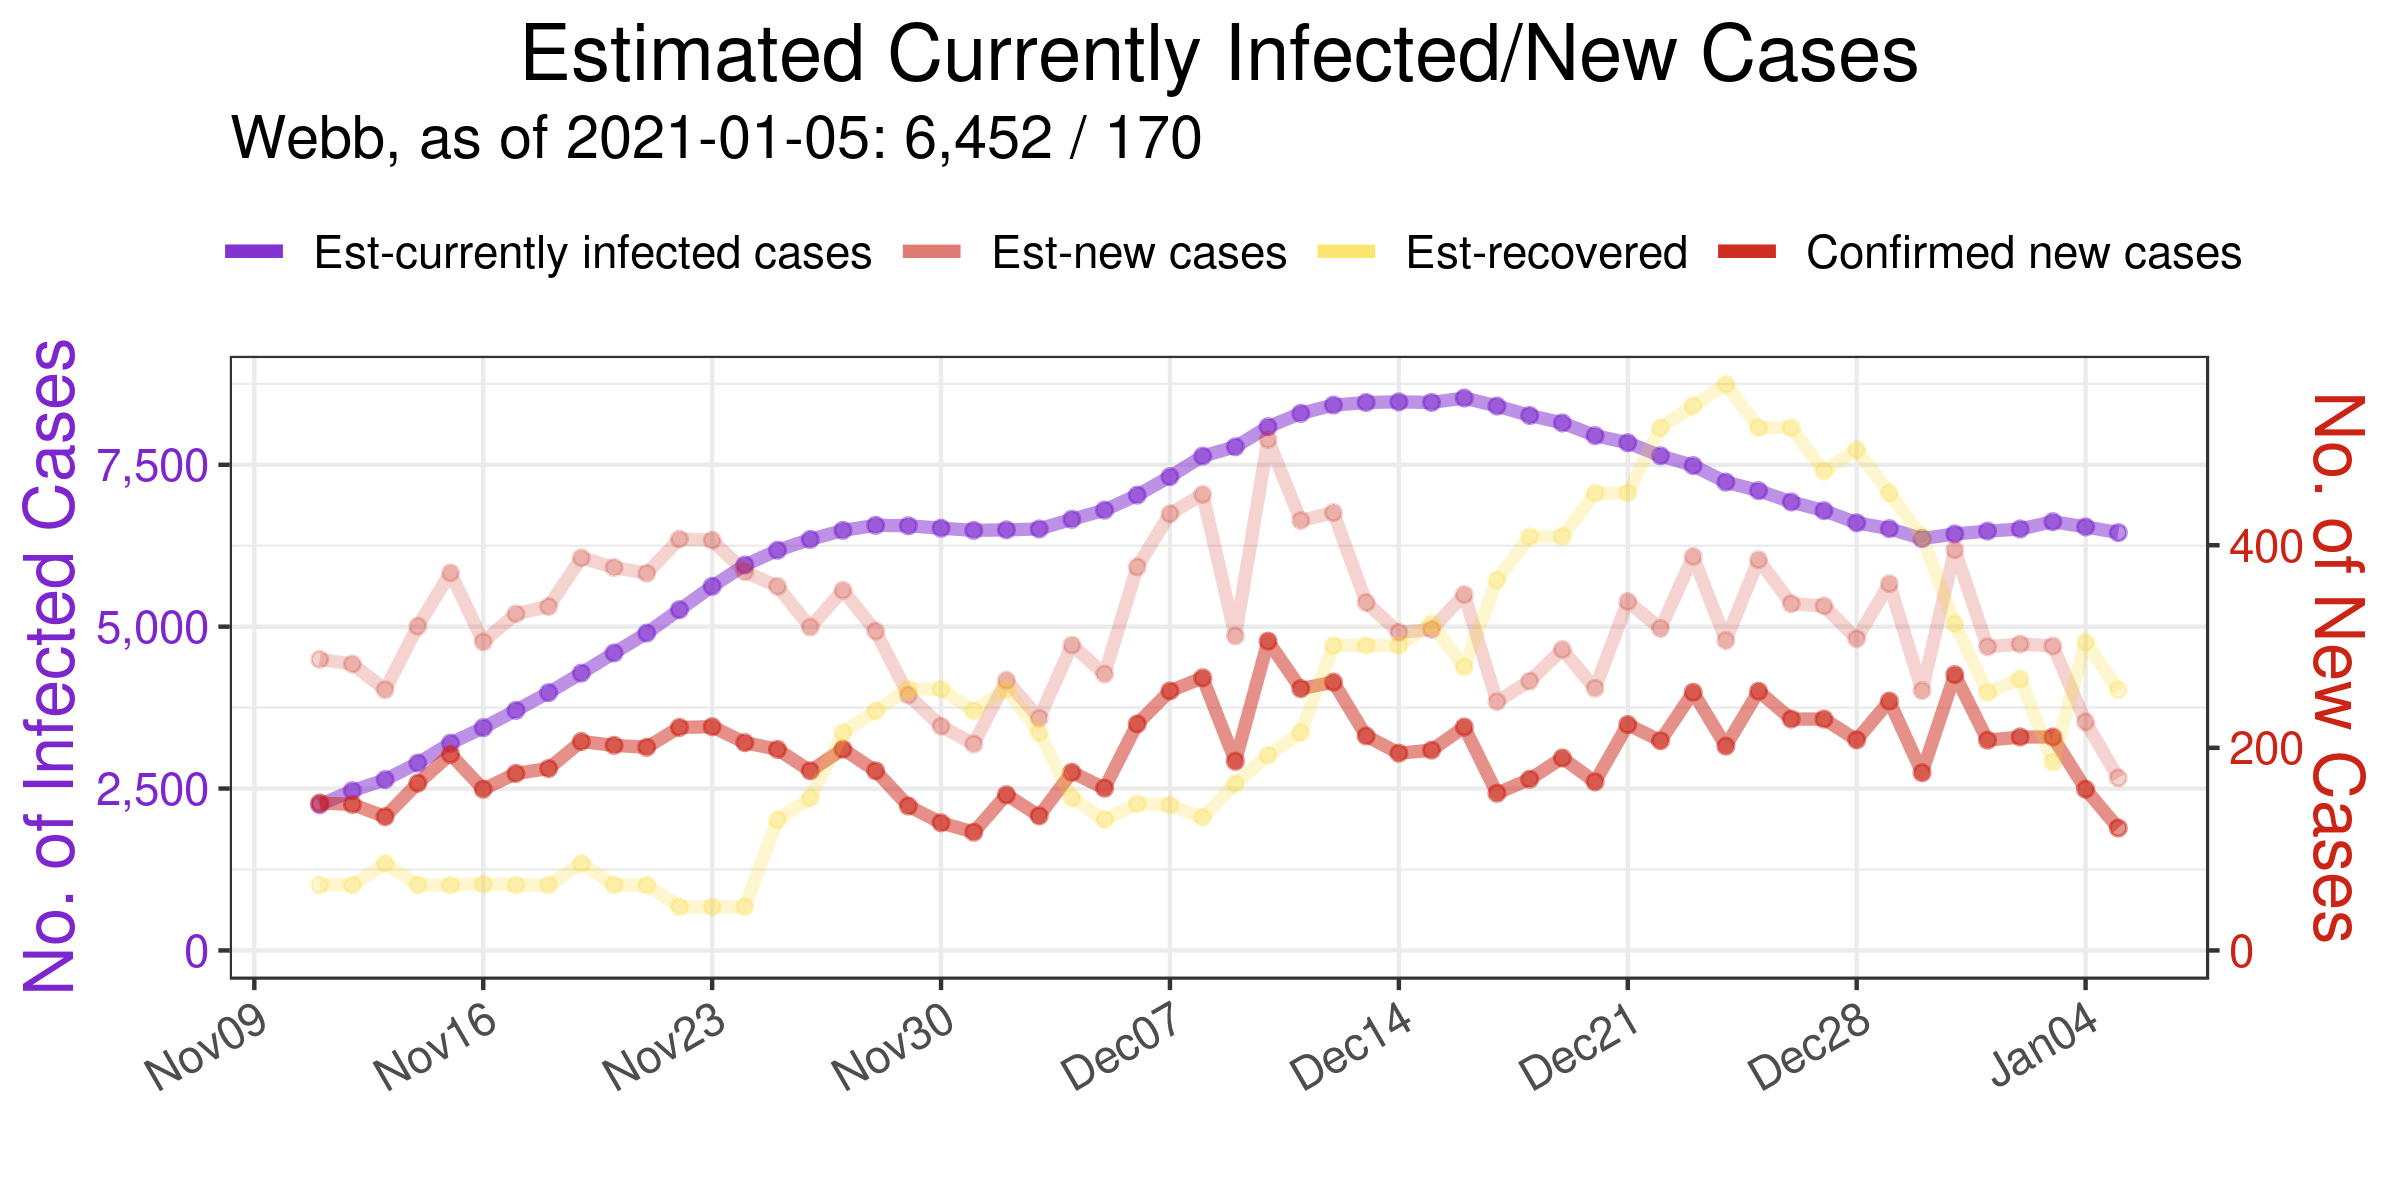 Estimated Currently Infected/New Cases
Webb, as of 2021-01-05: 6,452 / 170
Est-currently infected cases
Est-new cases
Est-recovered
Confirmed new cases
No. of Infected Cases
7,500
5,000
2,500
0
No. of New Cases
400
200
0
Nov09
Nov16
Nov23
Nov30
Dec07
Dec14
Dec21
Dec28
Jan04